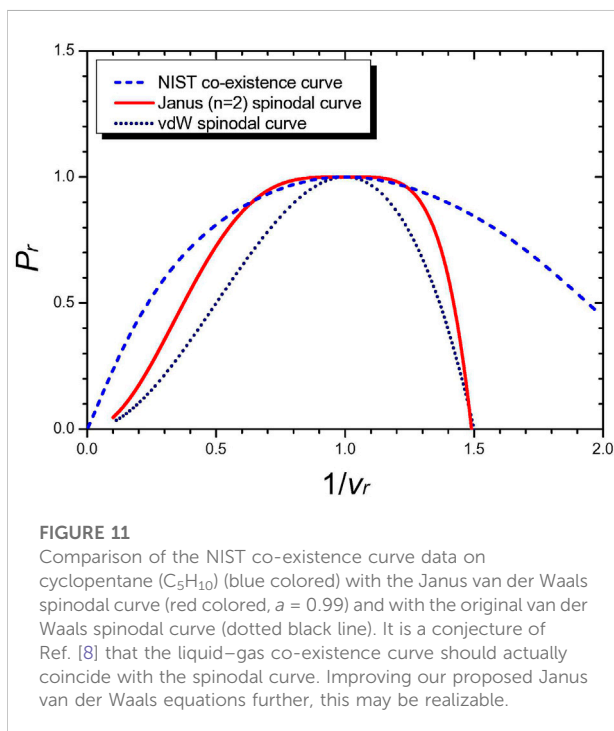 1.5
NIST co-existence curve
Janus (n=2) spinodal curve
vdW spinodal curve
1.0
Pr
0.5
0.0
0.0 0.5 1.0 1.5 2.0
1/vr
FIGURE 11
Comparison of the NIST co-existence curve data on
cyclopentane (C5H10) (blue colored) with the Janus van der Waals
spinodal curve (red colored, a = 0.99) and with the original van der
Waals spinodal curve (dotted black line). It is a conjecture of
Ref. [8] that the liquid–gas co-existence curve should actually
coincide with the spinodal curve. Improving our proposed Janus
van der Waals equations further, this may be realizable.